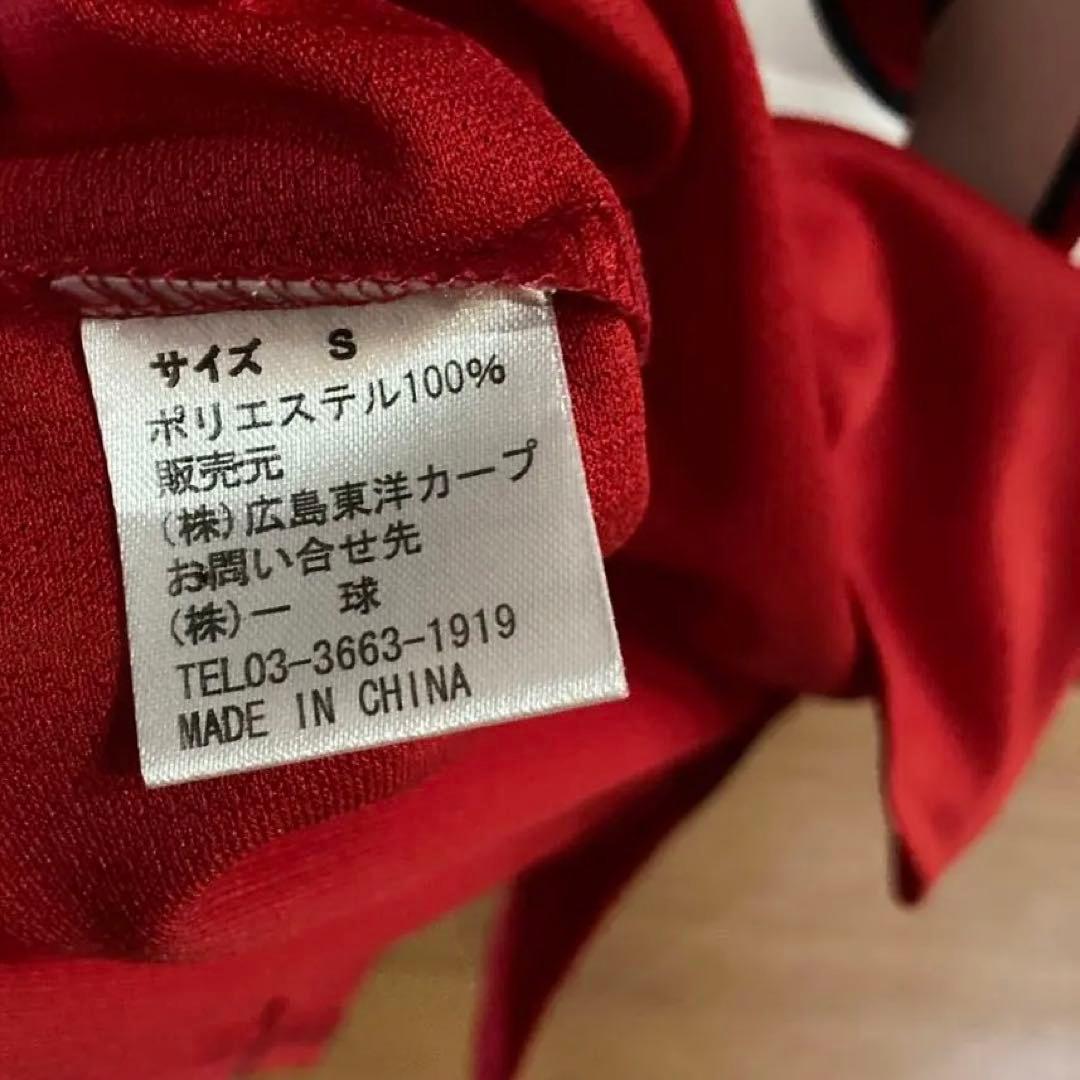 サイズ S
ポリエステル100%
販売元
(株)広島東洋カープ
お問い合せ先
(株)一 球
TEL03-3663-1919
MADE IN CHINA